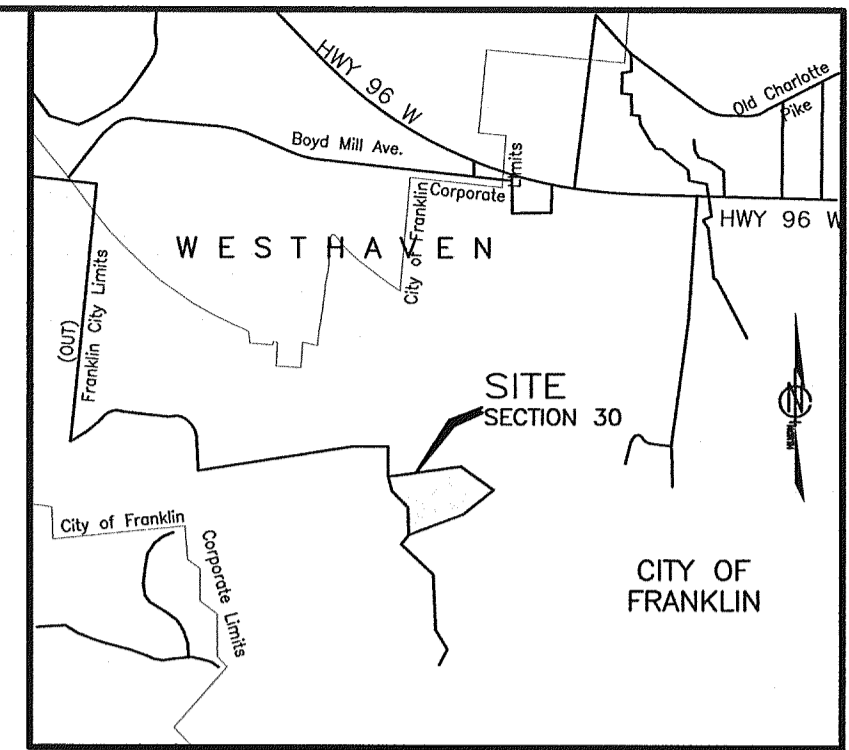 HWY 96 W
Old Charlotte
Pike
Boyd Mill Ave.
Corporate Limits
City of Franklin
HWY 96 W
WESTHAVEN
(OUT)
Franklin City Limits
SITE
SECTION 30
N
City of Franklin
Corporate Limits
CITY OF
FRANKLIN